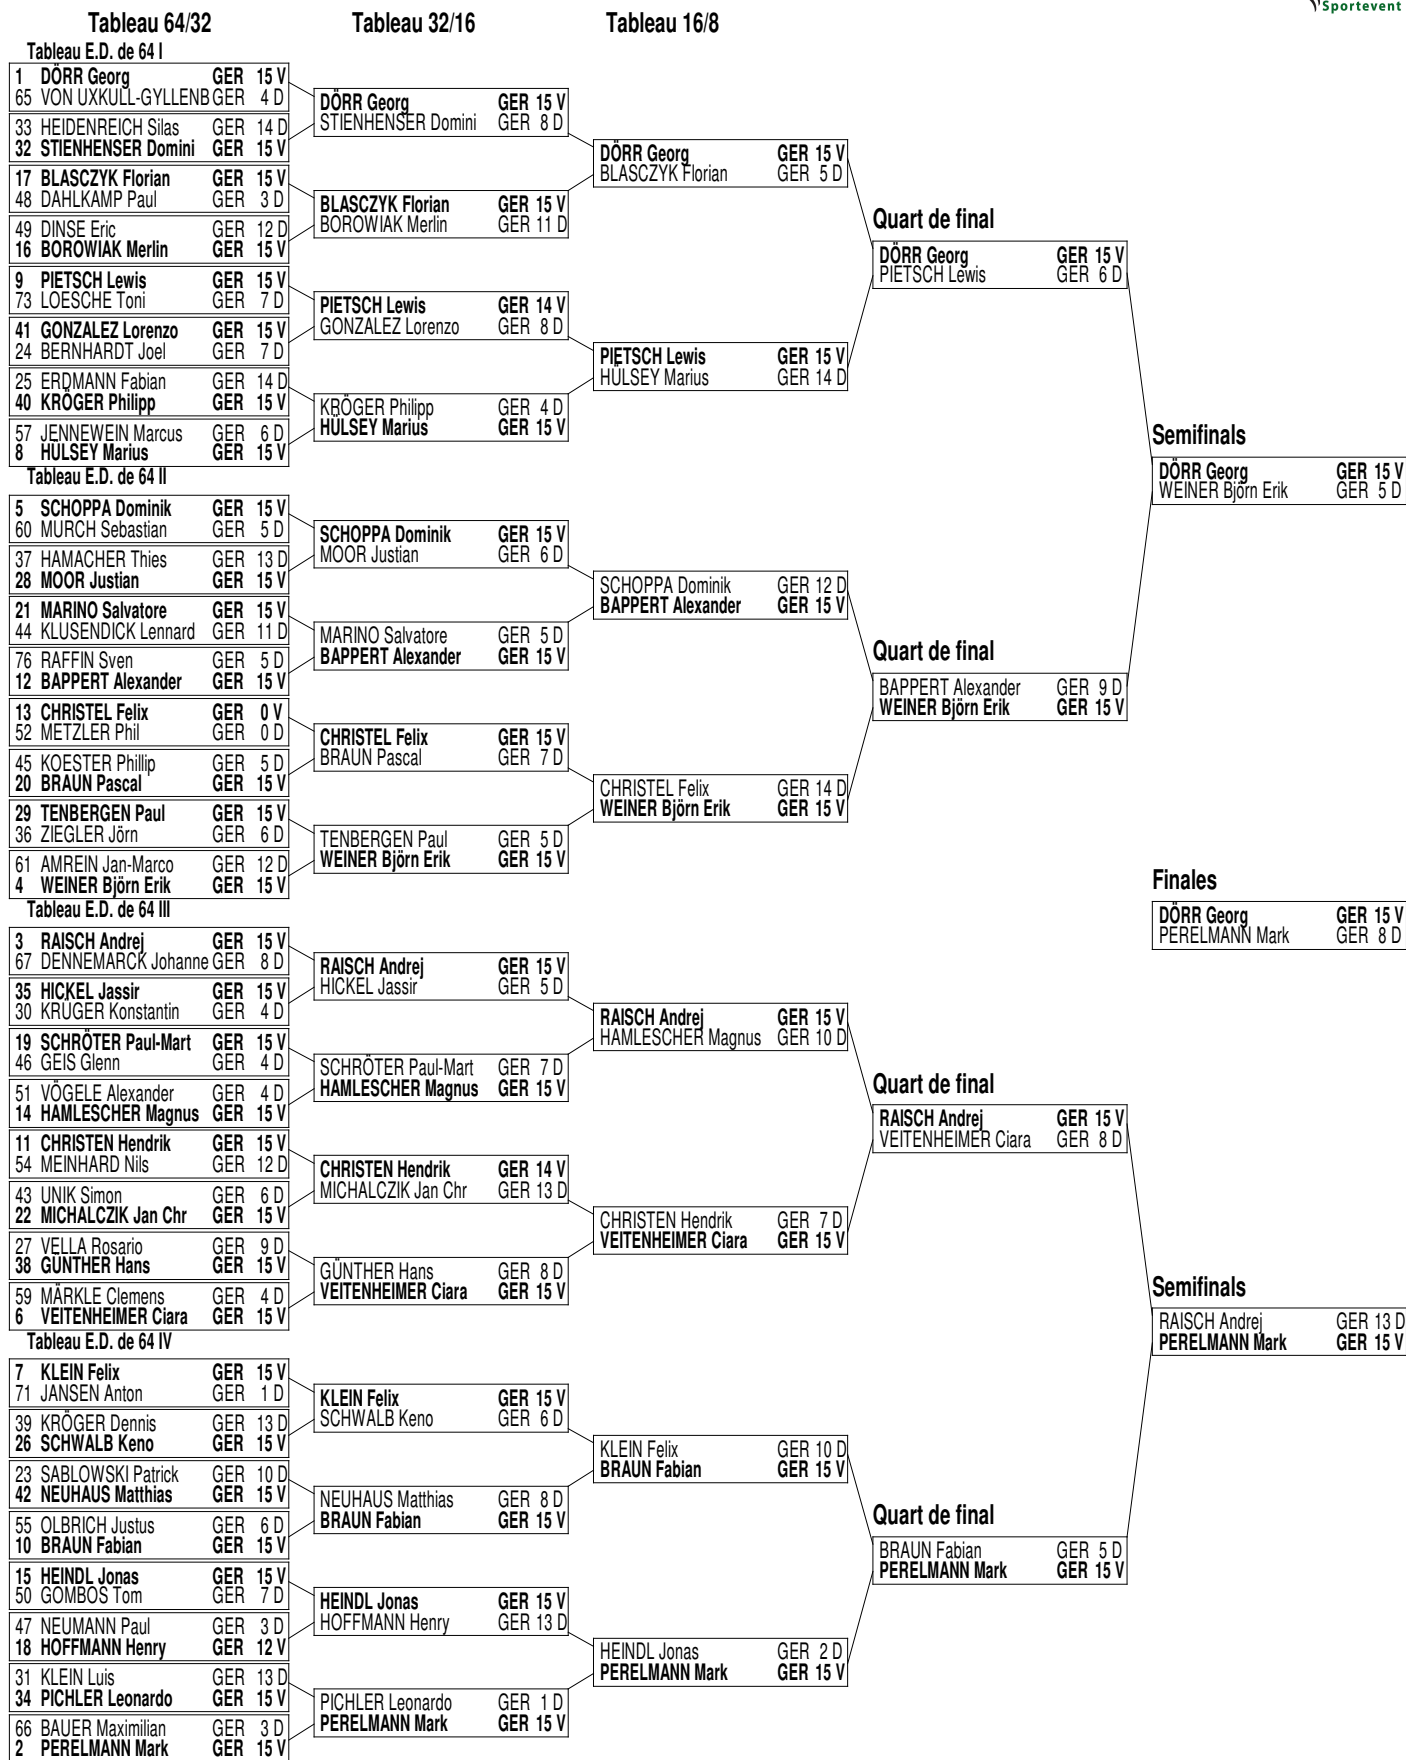 Sportevent
Tableau 64/32
Tableau 32/16
Tableau 16/8
Tableau E.D. de 64 I
1 DÖRR Georg GER 15 V
65 VON UXKULL-GYLLENB GER 4 D
33 HEIDENREICH Silas GER 14 D
32 STIENHENSER Domini GER 15 V
17 BLASCZYK Florian GER 15 V
48 DAHLKAMP Paul GER 3 D
49 DINSE Eric GER 12 D
16 BOROWIAK Merlin GER 15 V
9 PIETSCH Lewis GER 15 V
73 LOESCHE Toni GER 7 D
41 GONZALEZ Lorenzo GER 15 V
24 BERNHARDT Joel GER 7 D
25 ERDMANN Fabian GER 14 D
40 KRÖGER Philipp GER 15 V
57 JENNEWEIN Marcus GER 6 D
8 HÜLSEY Marius GER 15 V
Tableau E.D. de 64 II
5 SCHOPPA Dominik GER 15 V
60 MURCH Sebastian GER 5 D
37 HAMACHER Thies GER 13 D
28 MOOR Justian GER 15 V
21 MARINO Salvatore GER 15 V
44 KLUSENDICK Lennard GER 11 D
76 RAFFIN Sven GER 5 D
12 BAPPERT Alexander GER 15 V
13 CHRISTEL Felix GER 0 V
52 METZLER Phil GER 0 D
45 KOESTER Phillip GER 5 D
20 BRAUN Pascal GER 15 V
29 TENBERGEN Paul GER 15 V
36 ZIEGLER Jörn GER 6 D
61 AMREIN Jan-Marco GER 12 D
4 WEINER Björn Erik GER 15 V
Tableau E.D. de 64 III
3 RAISCH Andrej GER 15 V
67 DENNEMARCK Johanne GER 8 D
35 HICKEL Jassir GER 15 V
30 KRÜGER Konstantin GER 4 D
19 SCHRÖTER Paul-Mart GER 15 V
46 GEIS Glenn GER 4 D
51 VÖGELE Alexander GER 4 D
14 HAMLESCHER Magnus GER 15 V
11 CHRISTEN Hendrik GER 15 V
54 MEINHARD Nils GER 12 D
43 UNIK Simon GER 6 D
22 MICHALCZIK Jan Chr GER 15 V
27 VELLA Rosario GER 9 D
38 GÜNTHER Hans GER 15 V
59 MÄRKLE Clemens GER 4 D
6 VEITENHEIMER Ciara GER 15 V
Tableau E.D. de 64 IV
7 KLEIN Felix GER 15 V
71 JANSEN Anton GER 1 D
39 KRÖGER Dennis GER 13 D
26 SCHWALB Keno GER 15 V
23 SABLOWSKI Patrick GER 10 D
42 NEUHAUS Matthias GER 15 V
55 OLBRICH Justus GER 6 D
10 BRAUN Fabian GER 15 V
15 HEINDL Jonas GER 15 V
50 GOMBOS Tom GER 7 D
47 NEUMANN Paul GER 3 D
18 HOFFMANN Henry GER 12 V
31 KLEIN Luis GER 13 D
34 PICHLER Leonardo GER 15 V
66 BAUER Maximilian GER 3 D
2 PERELMANN Mark GER 15 V
DÖRR Georg GER 15 V
STIENHENSER Domini GER 8 D
BLASCZYK Florian GER 15 V
BOROWIAK Merlin GER 11 D
PIETSCH Lewis GER 14 V
GONZALEZ Lorenzo GER 8 D
KRÖGER Philipp GER 4 D
HÜLSEY Marius GER 15 V
SCHOPPA Dominik GER 15 V
MOOR Justian GER 6 D
MARINO Salvatore GER 5 D
BAPPERT Alexander GER 15 V
CHRISTEL Felix GER 15 V
BRAUN Pascal GER 7 D
TENBERGEN Paul GER 5 D
WEINER Björn Erik GER 15 V
RAISCH Andrej GER 15 V
HICKEL Jassir GER 5 D
SCHRÖTER Paul-Mart GER 7 D
HAMLESCHER Magnus GER 15 V
CHRISTEN Hendrik GER 14 V
MICHALCZIK Jan Chr GER 13 D
GÜNTHER Hans GER 8 D
VEITENHEIMER Ciara GER 15 V
KLEIN Felix GER 15 V
SCHWALB Keno GER 6 D
NEUHAUS Matthias GER 8 D
BRAUN Fabian GER 15 V
HEINDL Jonas GER 15 V
HOFFMANN Henry GER 13 D
PICHLER Leonardo GER 1 D
PERELMANN Mark GER 15 V
DÖRR Georg GER 15 V
BLASCZYK Florian GER 5 D
PIETSCH Lewis GER 15 V
HÜLSEY Marius GER 14 D
SCHOPPA Dominik GER 12 D
BAPPERT Alexander GER 15 V
CHRISTEL Felix GER 14 D
WEINER Björn Erik GER 15 V
RAISCH Andrej GER 15 V
HAMLESCHER Magnus GER 10 D
CHRISTEN Hendrik GER 7 D
VEITENHEIMER Ciara GER 15 V
KLEIN Felix GER 10 D
BRAUN Fabian GER 15 V
HEINDL Jonas GER 2 D
PERELMANN Mark GER 15 V
Quart de final
DÖRR Georg GER 15 V
PIETSCH Lewis GER 6 D
Quart de final
BAPPERT Alexander GER 9 D
WEINER Björn Erik GER 15 V
Quart de final
RAISCH Andrej GER 15 V
VEITENHEIMER Ciara GER 8 D
Quart de final
BRAUN Fabian GER 5 D
PERELMANN Mark GER 15 V
Semifinals
DÖRR Georg GER 15 V
WEINER Björn Erik GER 5 D
Finales
DÖRR Georg GER 15 V
PERELMANN Mark GER 8 D
Semifinals
RAISCH Andrej GER 13 D
PERELMANN Mark GER 15 V